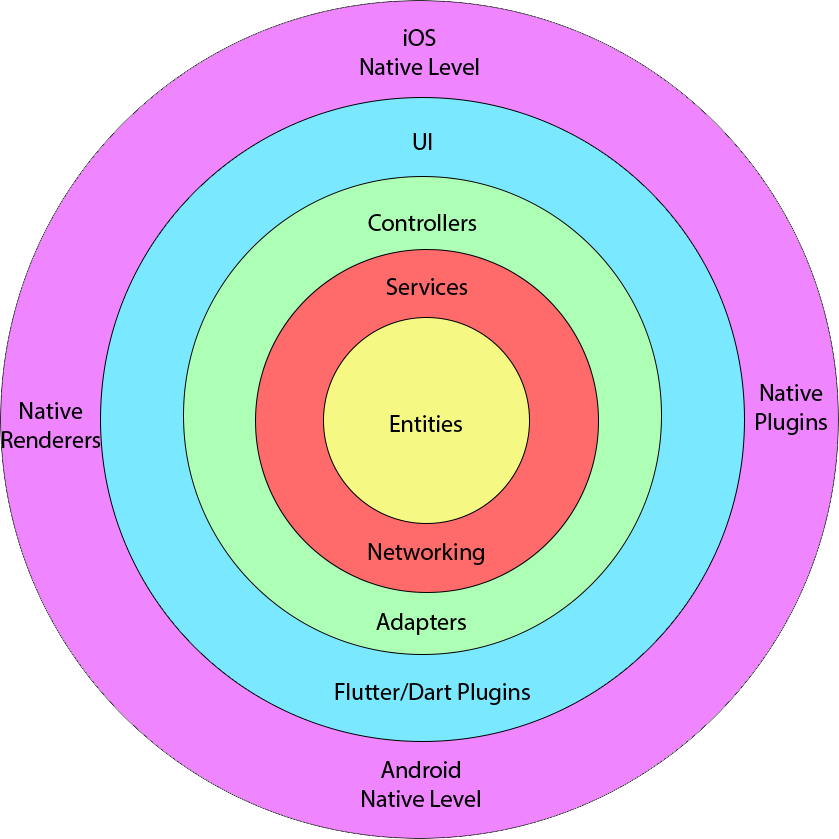 iOS
Native Level
UI
Controllers
Services
Native
Renderers
Entities
Native
Plugins
Networking
Adapters
Flutter/Dart Plugins
Android
Native Level